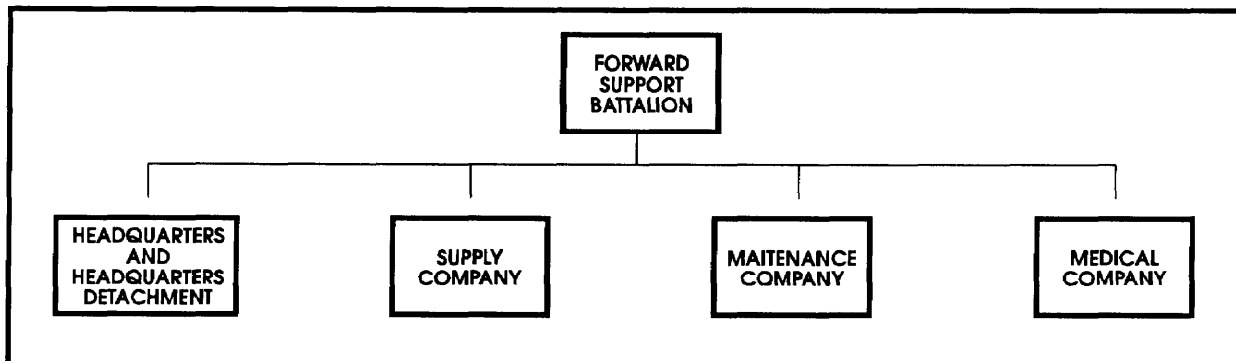 FORWARD
SUPPORT
BATTALION
HEADQUARTERS
AND
HEADQUARTERS
DETACHMENT
SUPPLY
COMPANY
MAITENANCE
COMPANY
MEDICAL
COMPANY